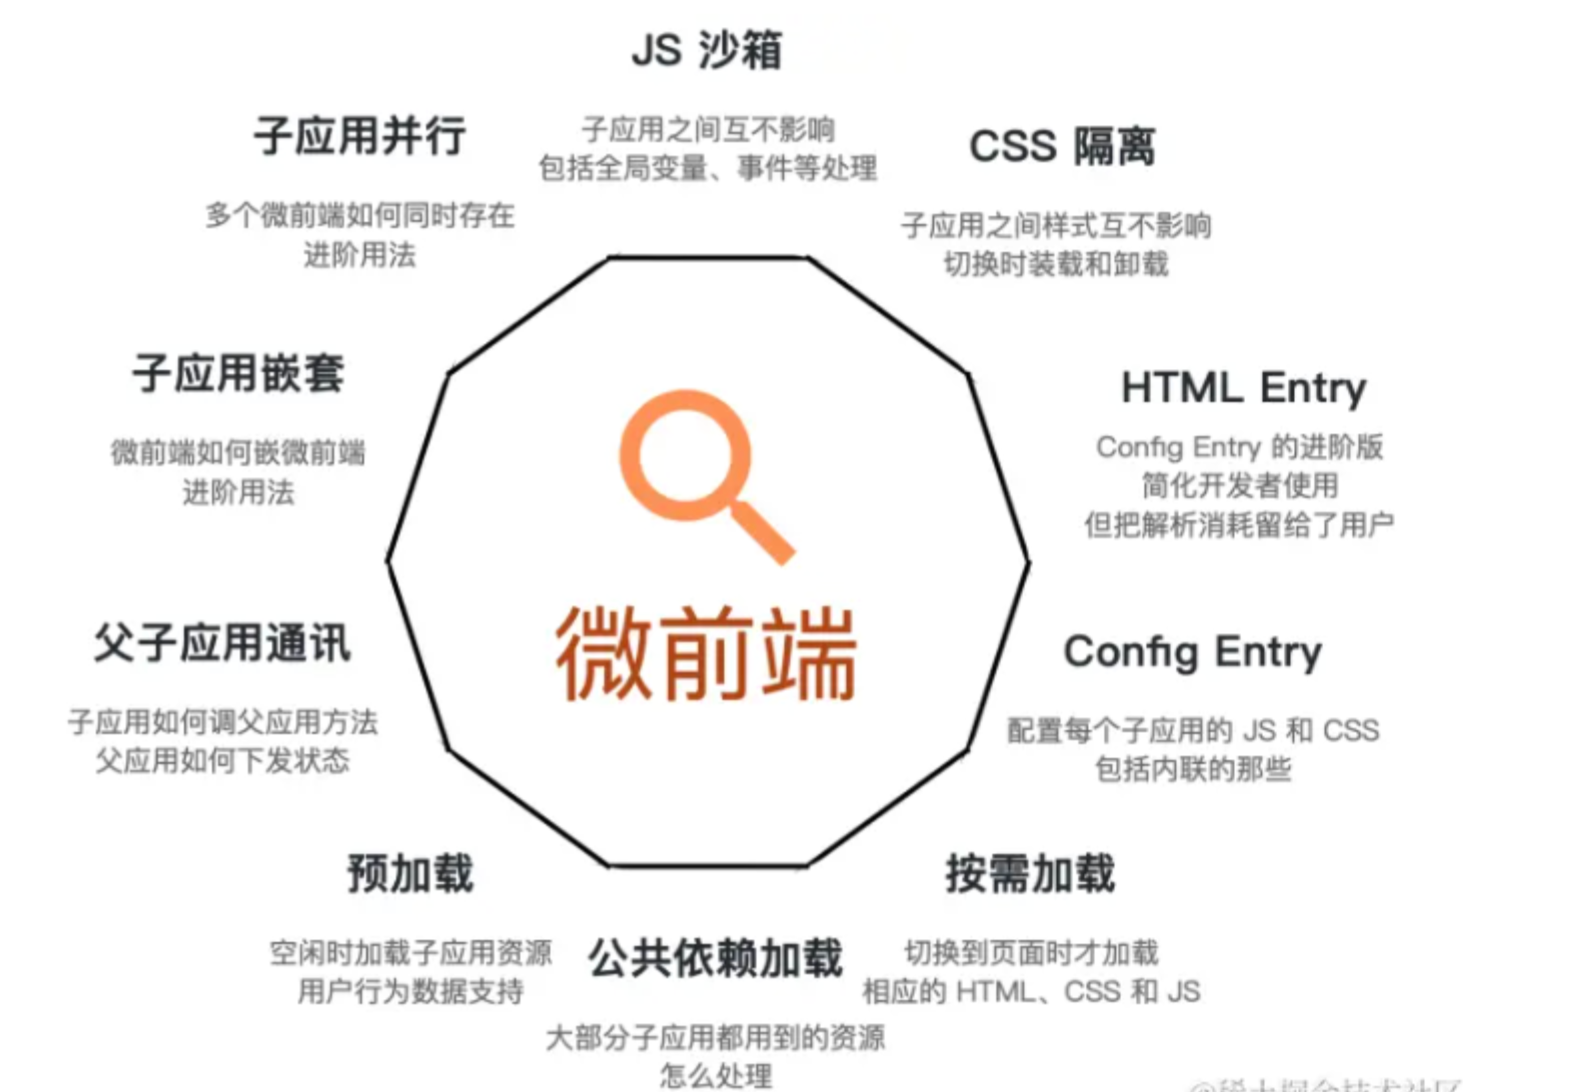 JS 沙箱
子应用之间互不影响
包括全局变量、事件等处理
CSS 隔离
子应用之间样式互不影响
切换时装载和卸载
HTML Entry
Config Entry 的进阶版
简化开发者使用
但把解析消耗留给了用户
Config Entry
配置每个子应用的 JS 和 CSS
包括内联的那些
按需加载
切换到页面时才加载
相应的 HTML、CSS 和 JS
公共依赖加载
大部分子应用都用到的资源
怎么处理
预加载
空闲时加载子应用资源
用户行为数据支持
父子应用通讯
子应用如何调父应用方法
父应用如何下发状态
子应用嵌套
微前端如何嵌微前端
进阶用法
子应用并行
多个微前端如何同时存在
进阶用法
微前端